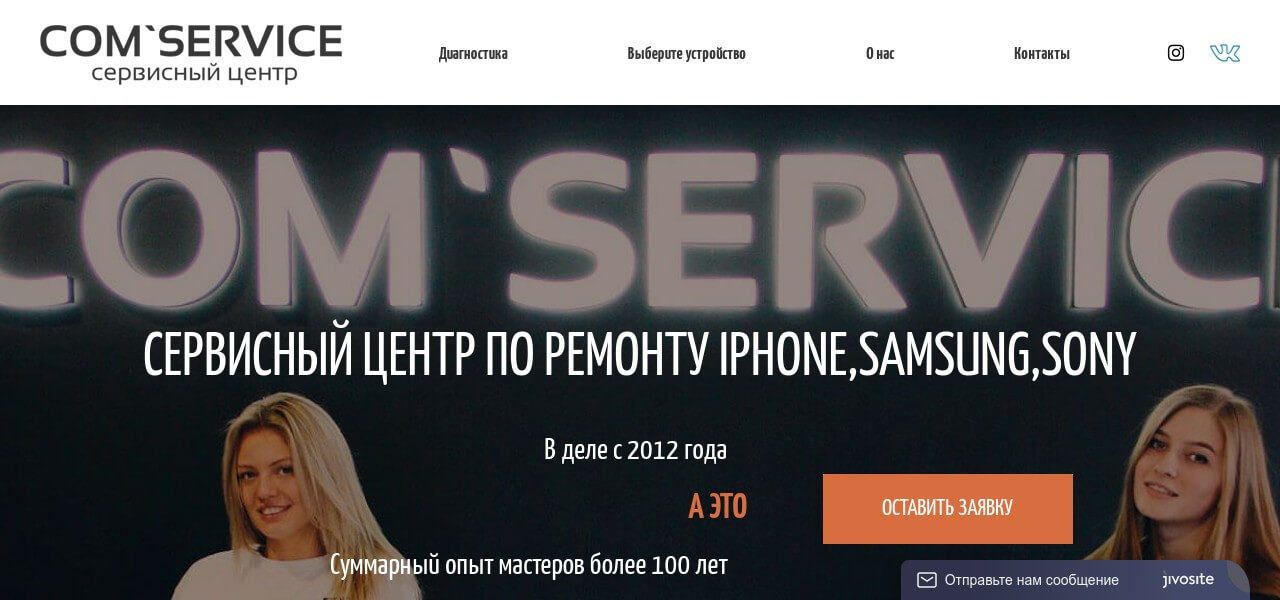 COM`SERVICE
сервисный центр
Диагностика
Выберите устройство
О нас
Контакты
COM`SERVICE
СЕРВИСНЫЙ ЦЕНТР ПО РЕМОНТУ IPHONE,SAMSUNG,SONY
В деле с 2012 года
А ЭТО
ОСТАВИТЬ ЗАЯВКУ
Суммарный опыт мастеров более 100 лет
Отправьте нам сообщение
jivosite